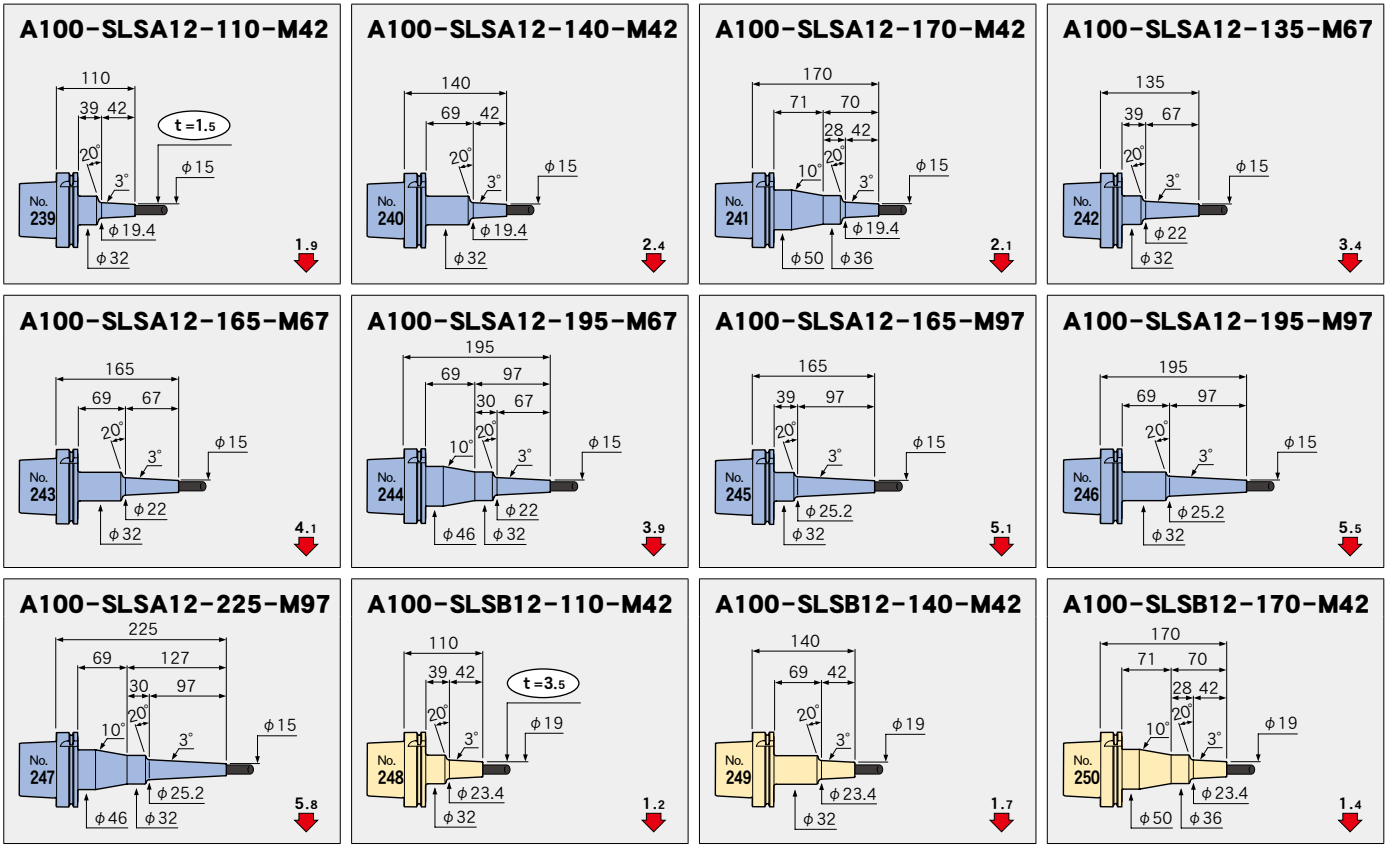 A100-SLSA12-110-M42
110
39
42
t=1.5
20°
3°
φ15
No.
239
φ19.4
φ32
1.9
A100-SLSA12-140-M42
140
69
42
20°
3°
φ15
No.
240
φ19.4
φ32
2.4
A100-SLSA12-170-M42
170
71
70
28
42
10°
20°
3°
φ15
No.
241
φ19.4
φ50
φ36
2.1
A100-SLSA12-135-M67
135
39
67
20°
3°
φ15
No.
242
φ22
φ32
3.4
A100-SLSA12-165-M67
165
69
67
20°
3°
φ15
No.
243
φ22
φ32
4.1
A100-SLSA12-195-M67
195
69
97
30
67
10°
20°
3°
φ15
No.
244
φ22
φ46
φ32
3.9
A100-SLSA12-165-M97
165
39
97
20°
3°
φ15
No.
245
φ25.2
φ32
5.1
A100-SLSA12-195-M97
195
69
97
20°
3°
φ15
No.
246
φ25.2
φ32
5.5
A100-SLSA12-225-M97
225
69
127
30
97
10°
20°
3°
φ15
No.
247
φ25.2
φ46
φ32
5.8
A100-SLSB12-110-M42
110
39
42
t=3.5
20°
3°
φ19
No.
248
φ23.4
φ32
1.2
A100-SLSB12-140-M42
140
69
42
20°
3°
φ19
No.
249
φ23.4
φ32
1.7
A100-SLSB12-170-M42
170
71
70
28
42
10°
20°
3°
φ19
No.
250
φ23.4
φ50
φ36
1.4